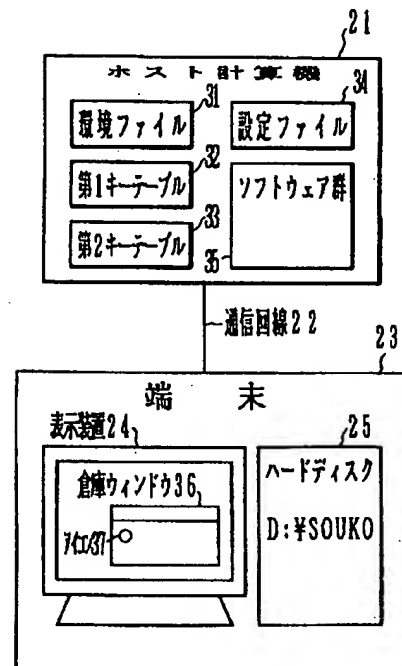 21
ホスト計算機
31
34
環境ファイル
設定ファイル
32
第1キーテーブル
ソフトウェア群
33
第2キーテーブル
35
通信回線22
23
端 末
表示装置24
25
倉庫ウィンドウ36
ハードディスク
D:¥SOUKO
アイコン37